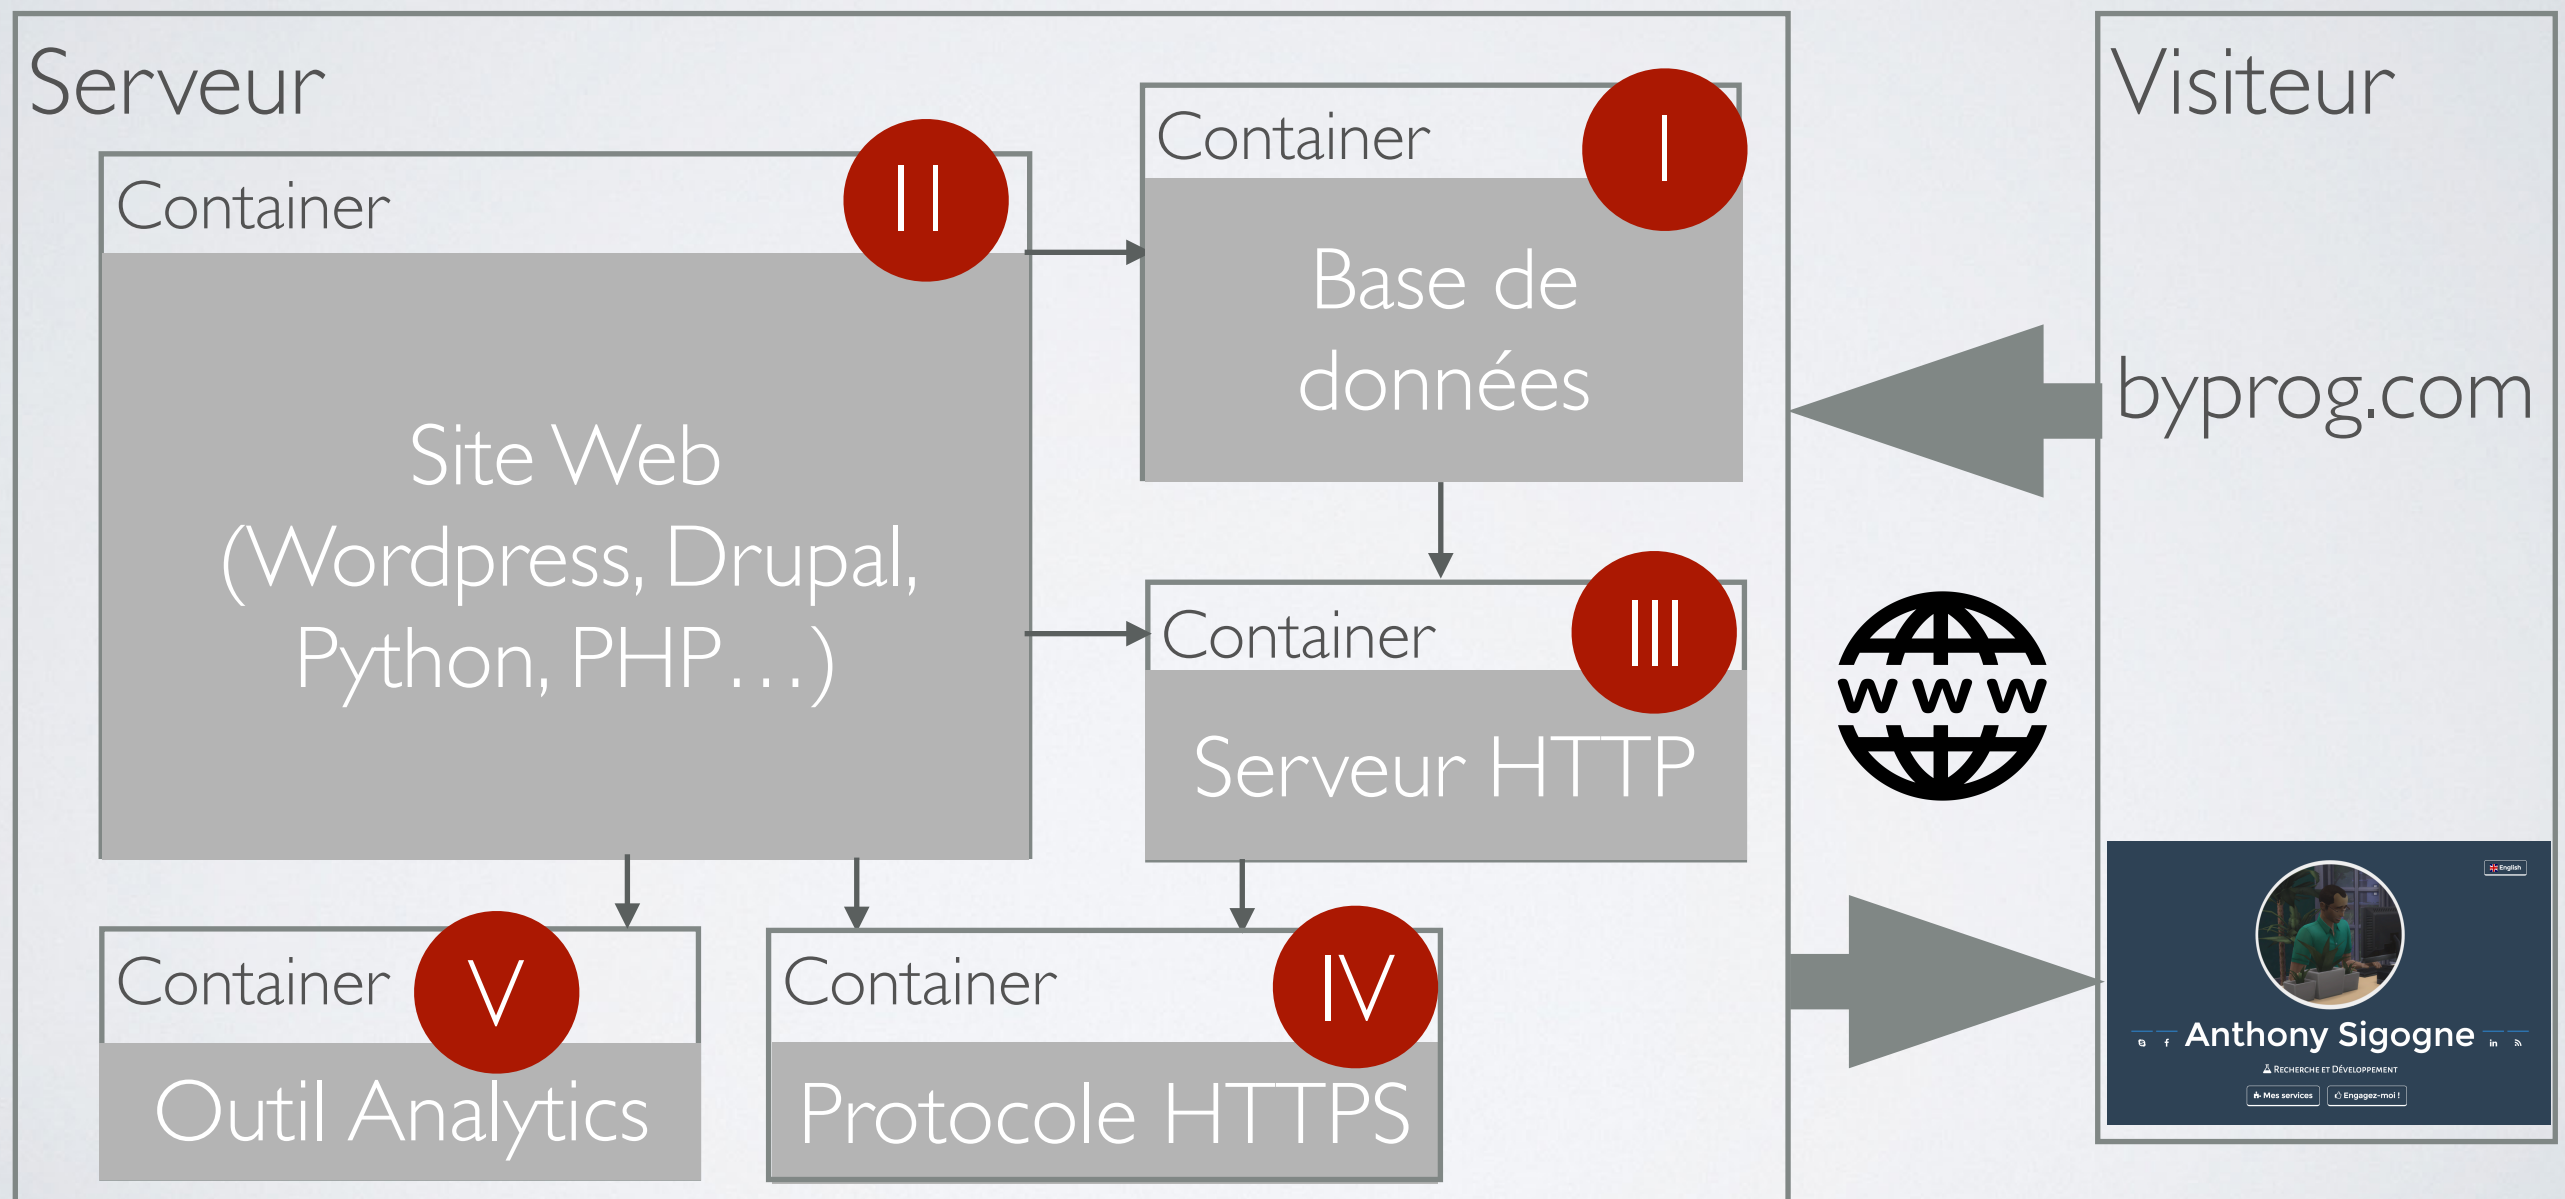 Serveur
Container
II
Site Web
(Wordpress, Drupal,
Python, PHP…)
Container
I
Base de
données
Container
III
Serveur HTTP
Container
V
Outil Analytics
Container
IV
Protocole HTTPS
www
Visiteur
byprog.com
English
Anthony Sigogne
Recherche et Développement
Mes services
Engagez-moi !